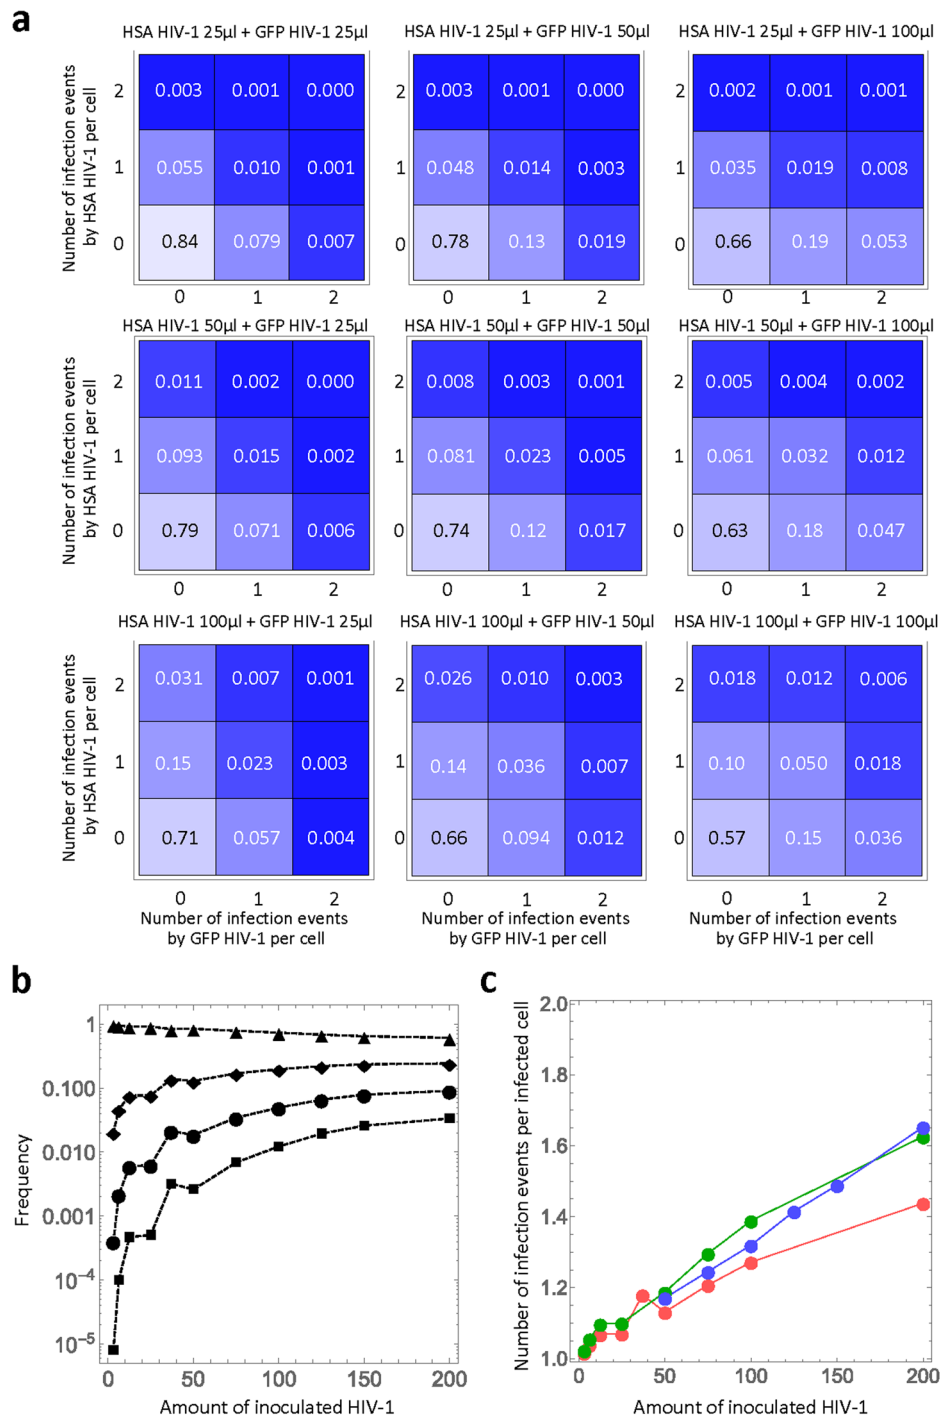 a
HSA HIV-1 25µl + GFP HIV-1 25µl
HSA HIV-1 25µl + GFP HIV-1 50µl
HSA HIV-1 25µl + GFP HIV-1 100µl
Number of infection events
by HSA HIV-1 per cell
2 0.003 0.001 0.000
1 0.055 0.010 0.001
0 0.84 0.079 0.007
0 1 2
2 0.003 0.001 0.000
1 0.048 0.014 0.003
0 0.78 0.13 0.019
0 1 2
2 0.002 0.001 0.001
1 0.035 0.019 0.008
0 0.66 0.19 0.053
0 1 2
HSA HIV-1 50µl + GFP HIV-1 25µl
HSA HIV-1 50µl + GFP HIV-1 50µl
HSA HIV-1 50µl + GFP HIV-1 100µl
Number of infection events
by HSA HIV-1 per cell
2 0.011 0.002 0.000
1 0.093 0.015 0.002
0 0.79 0.071 0.006
0 1 2
2 0.008 0.003 0.001
1 0.081 0.023 0.005
0 0.74 0.12 0.017
0 1 2
2 0.005 0.004 0.002
1 0.061 0.032 0.012
0 0.63 0.18 0.047
0 1 2
HSA HIV-1 100µl + GFP HIV-1 25µl
HSA HIV-1 100µl + GFP HIV-1 50µl
HSA HIV-1 100µl + GFP HIV-1 100µl
Number of infection events
by HSA HIV-1 per cell
2 0.031 0.007 0.001
1 0.15 0.023 0.003
0 0.71 0.057 0.004
0 1 2
Number of infection events
by GFP HIV-1 per cell
2 0.026 0.010 0.003
1 0.14 0.036 0.007
0 0.66 0.094 0.012
0 1 2
Number of infection events
by GFP HIV-1 per cell
2 0.018 0.012 0.006
1 0.10 0.050 0.018
0 0.57 0.15 0.036
0 1 2
Number of infection events
by GFP HIV-1 per cell
b
Frequency
1
0.100
0.010
0.001
10⁻⁴
10⁻⁵
0 50 100 150 200
Amount of inoculated HIV-1
c
Number of infection events per infected cell
2.0
1.8
1.6
1.4
1.2
1.0
0 50 100 150 200
Amount of inoculated HIV-1